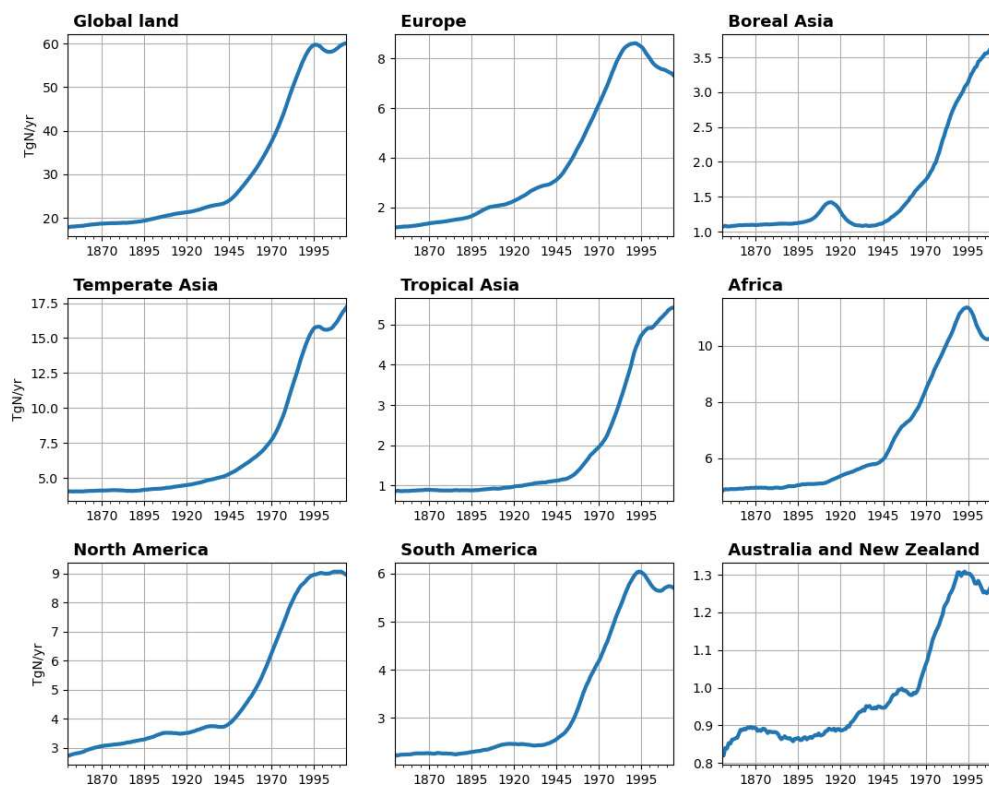 Global land
Europe
Boreal Asia
TgN/yr
60
50
40
30
20
8
6
4
2
3.5
3.0
2.5
2.0
1.5
1.0
1870 1895 1920 1945 1970 1995
1870 1895 1920 1945 1970 1995
1870 1895 1920 1945 1970 1995
Temperate Asia
Tropical Asia
Africa
TgN/yr
17.5
15.0
12.5
10.0
7.5
5.0
5
4
3
2
1
10
8
6
1870 1895 1920 1945 1970 1995
1870 1895 1920 1945 1970 1995
1870 1895 1920 1945 1970 1995
North America
South America
Australia and New Zealand
TgN/yr
9
8
7
6
5
4
3
6
5
4
3
1.3
1.2
1.1
1.0
0.9
0.8
1870 1895 1920 1945 1970 1995
1870 1895 1920 1945 1970 1995
1870 1895 1920 1945 1970 1995